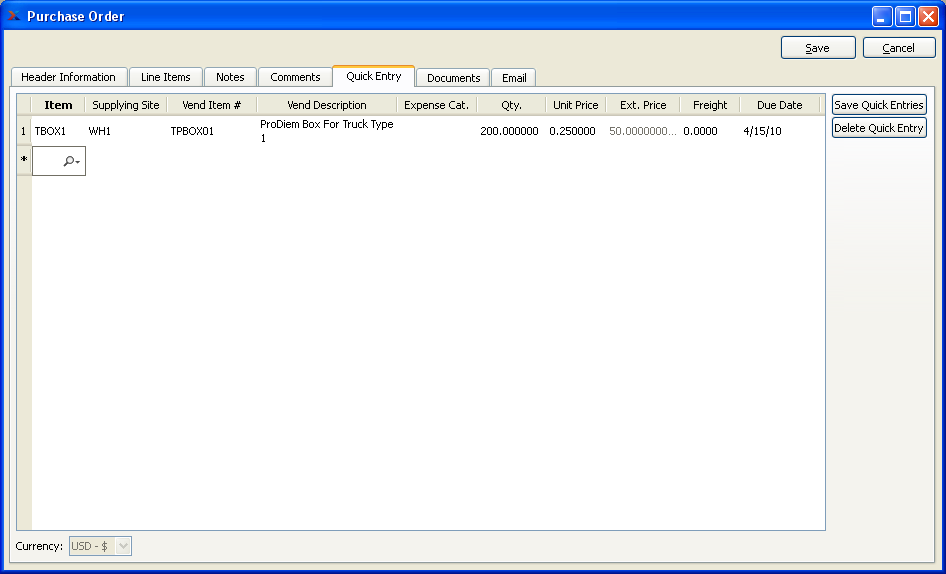 Purchase Order
Save Cancel
Header Information Line Items Notes Comments Quick Entry Documents Email
Item Supplying Site Vend Item # Vend Description Expense Cat. Qty. Unit Price Ext. Price Freight Due Date
Save Quick Entries
Delete Quick Entry
1 TBOX1 WH1 TPBOX01 ProDiem Box For Truck Type 200.000000 0.250000 50.0000000... 0.0000 4/15/10
1
*
Currency: USD - $